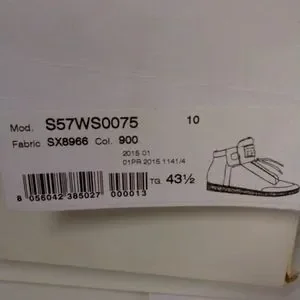 Mod. S57WS0075 10
Fabric SX8966 Col. 900
2015 01
01PR 2015 1141/4
TG. 43½
8 056042 385027 000013